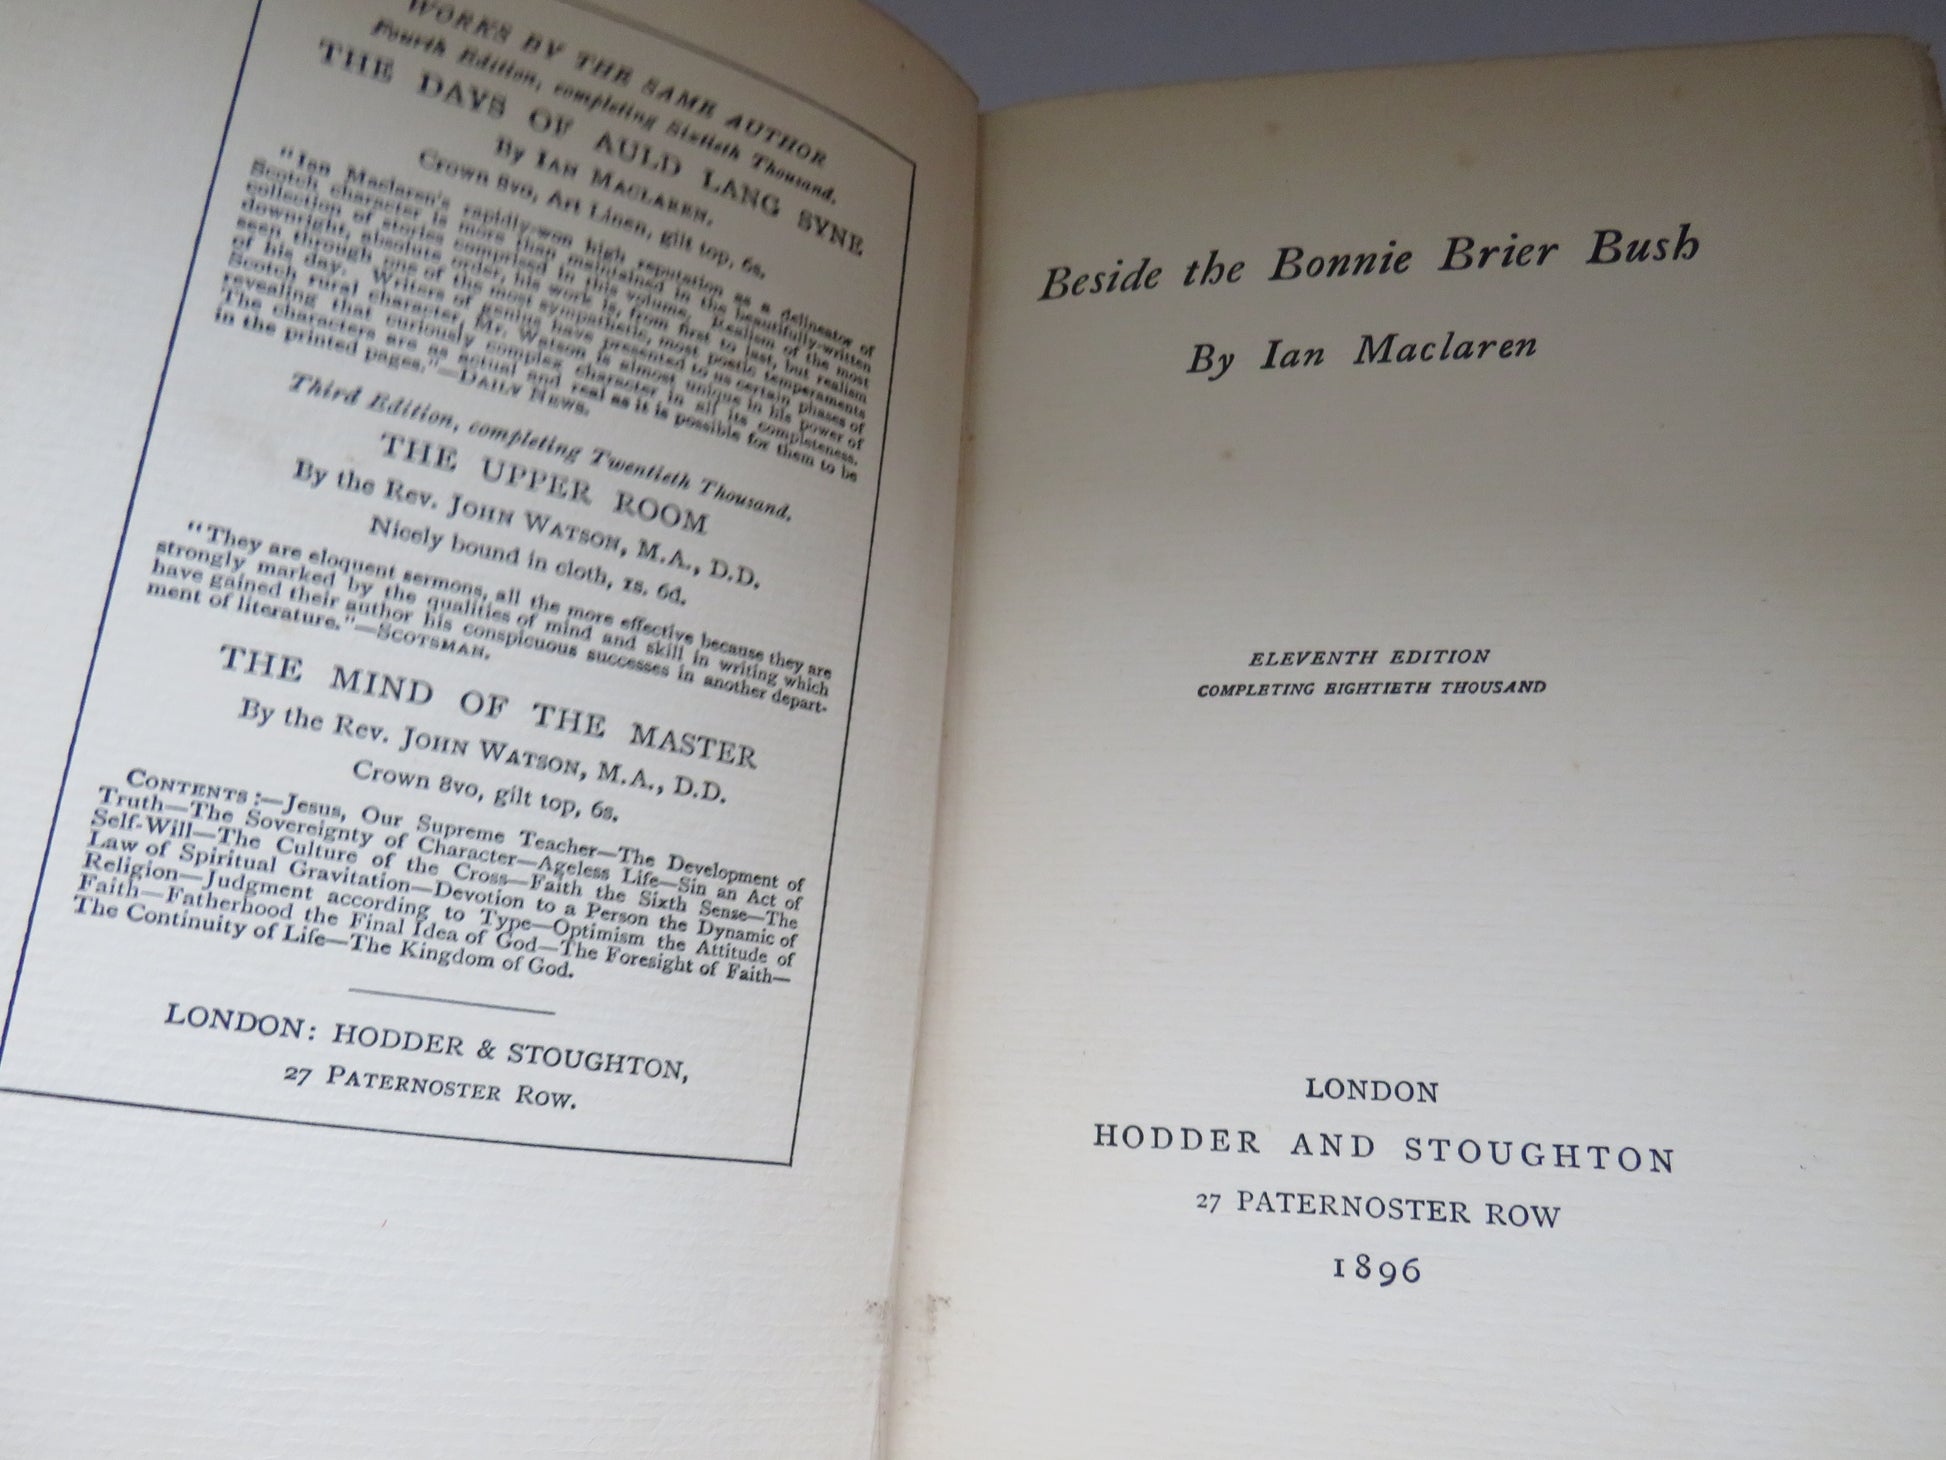 WORKS BY THE SAME AUTHOR
Fourth Edition, completing Sixtieth Thousand.
THE DAYS OF AULD LANG SYNE
By IAN MACLAREN.
Crown 8vo, Art Linen, gilt top, 6s.
"Ian Maclaren's rapidly-won high reputation as a delineator of
Scotch character is more than maintained in the beautifully-written
collection of stories comprised in this volume. Realism of the most
downright, absolute order, his work is, from first to last, but realism
seen through one of the most sympathetic, most poetic temperaments
of his day. Writers of genius have presented to us certain phases of
Scotch rural character, Mr. Watson is almost unique in his power of
revealing that curiously complex character in all its completeness.
The characters are as actual and real as it is possible for them to be
in the printed pages."—DAILY NEWS.
Third Edition, completing Twentieth Thousand.
THE UPPER ROOM
By the Rev. JOHN WATSON, M.A., D.D.
Nicely bound in cloth, 1s. 6d.
"They are eloquent sermons, all the more effective because they are
strongly marked by the qualities of mind and skill in writing which
have gained their author his conspicuous successes in another depart-
ment of literature."—SCOTSMAN.
THE MIND OF THE MASTER
By the Rev. JOHN WATSON, M.A., D.D.
Crown 8vo, gilt top, 6s.
CONTENTS:—Jesus, Our Supreme Teacher—The Development of
Truth—The Sovereignty of Character—Ageless Life—Sin an Act of
Self-Will—The Culture of the Cross—Faith the Sixth Sense—The
Law of Spiritual Gravitation—Devotion to a Person the Dynamic of
Religion—Judgment according to Type—Optimism the Attitude of
Faith—Fatherhood the Final Idea of God—The Foresight of Faith—
The Continuity of Life—The Kingdom of God.
LONDON: HODDER & STOUGHTON,
27 PATERNOSTER ROW.
Beside the Bonnie Brier Bush
By Ian Maclaren
ELEVENTH EDITION
COMPLETING EIGHTIETH THOUSAND
LONDON
HODDER AND STOUGHTON
27 PATERNOSTER ROW
1896